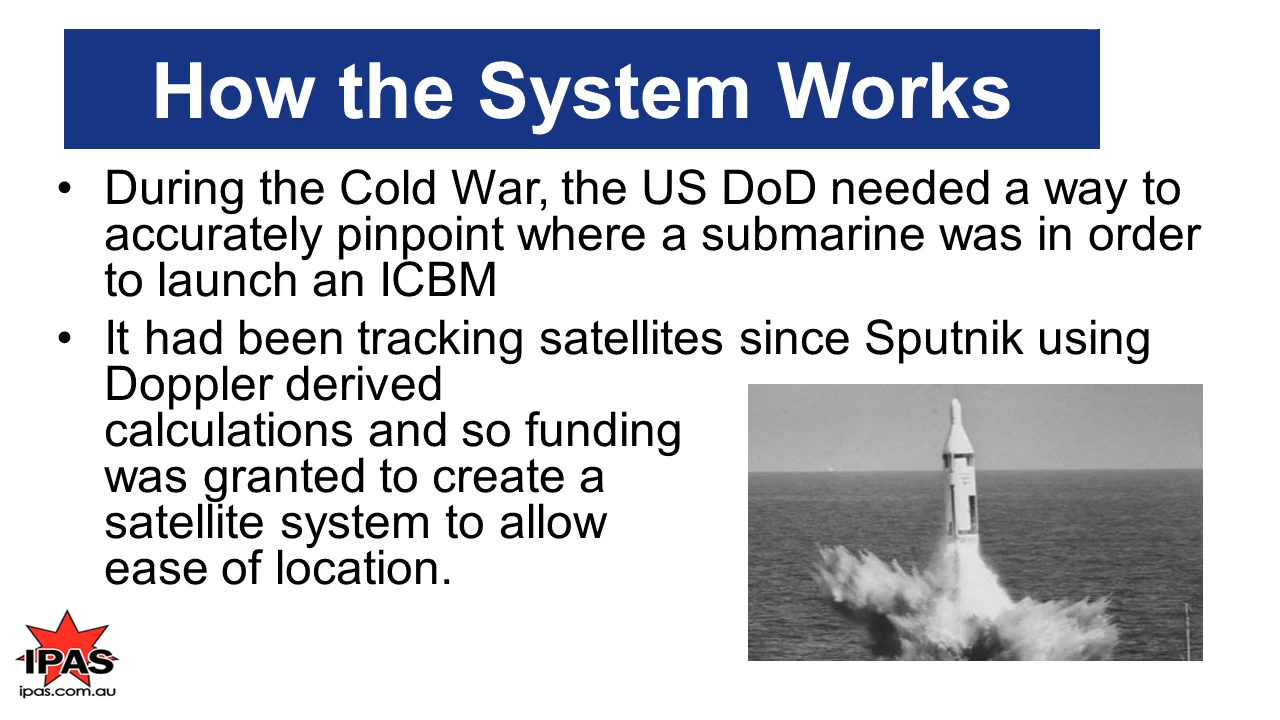 How the System Works
• During the Cold War, the US DoD needed a way to
accurately pinpoint where a submarine was in order
to launch an ICBM
• It had been tracking satellites since Sputnik using
Doppler derived
calculations and so funding
was granted to create a
satellite system to allow
ease of location.
IPAS
ipas.com.au